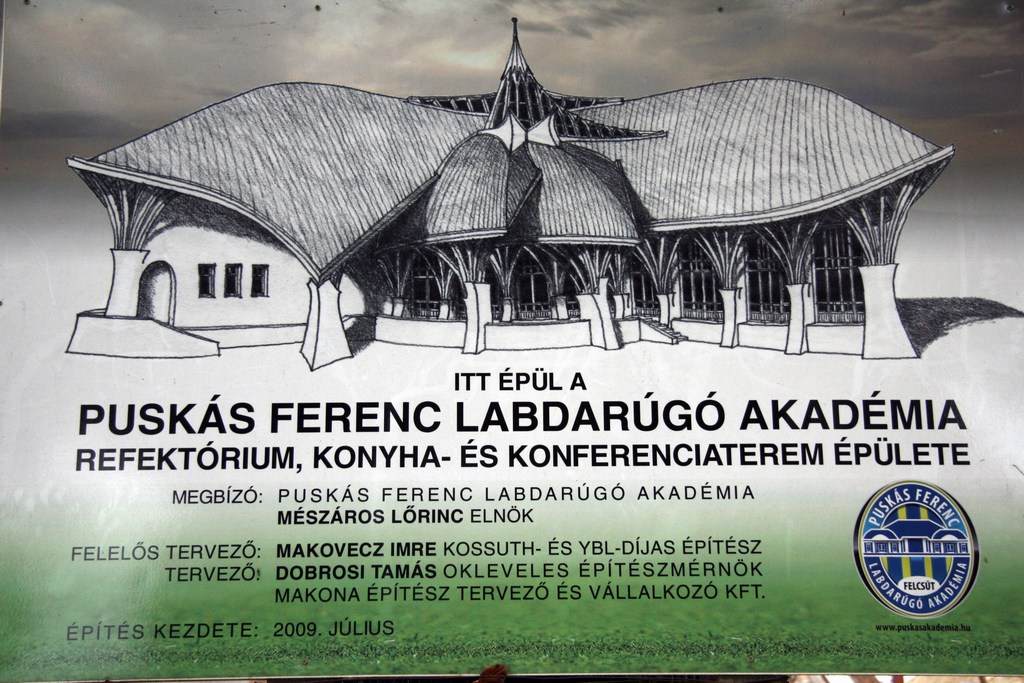 ITT ÉPÜL A
PUSKÁS FERENC LABDARÚGÓ AKADÉMIA
REFEKTÓRIUM, KONYHA- ÉS KONFERENCIATEREM ÉPÜLETE
MEGBÍZÓ: PUSKÁS FERENC LABDARÚGÓ AKADÉMIA
MÉSZÁROS LŐRINC ELNÖK
FELELŐS TERVEZŐ: MAKOVECZ IMRE KOSSUTH- ÉS YBL-DÍJAS ÉPÍTÉSZ
TERVEZŐ: DOBROSI TAMÁS OKLEVELES ÉPÍTÉSZMÉRNÖK
MAKONA ÉPÍTÉSZ TERVEZŐ ÉS VÁLLALKOZÓ KFT.
ÉPÍTÉS KEZDETE: 2009. JÚLIUS
PUSKÁS FERENC
FELCSÚT
LABDARÚGÓ AKADÉMIA
www.puskasakademia.hu